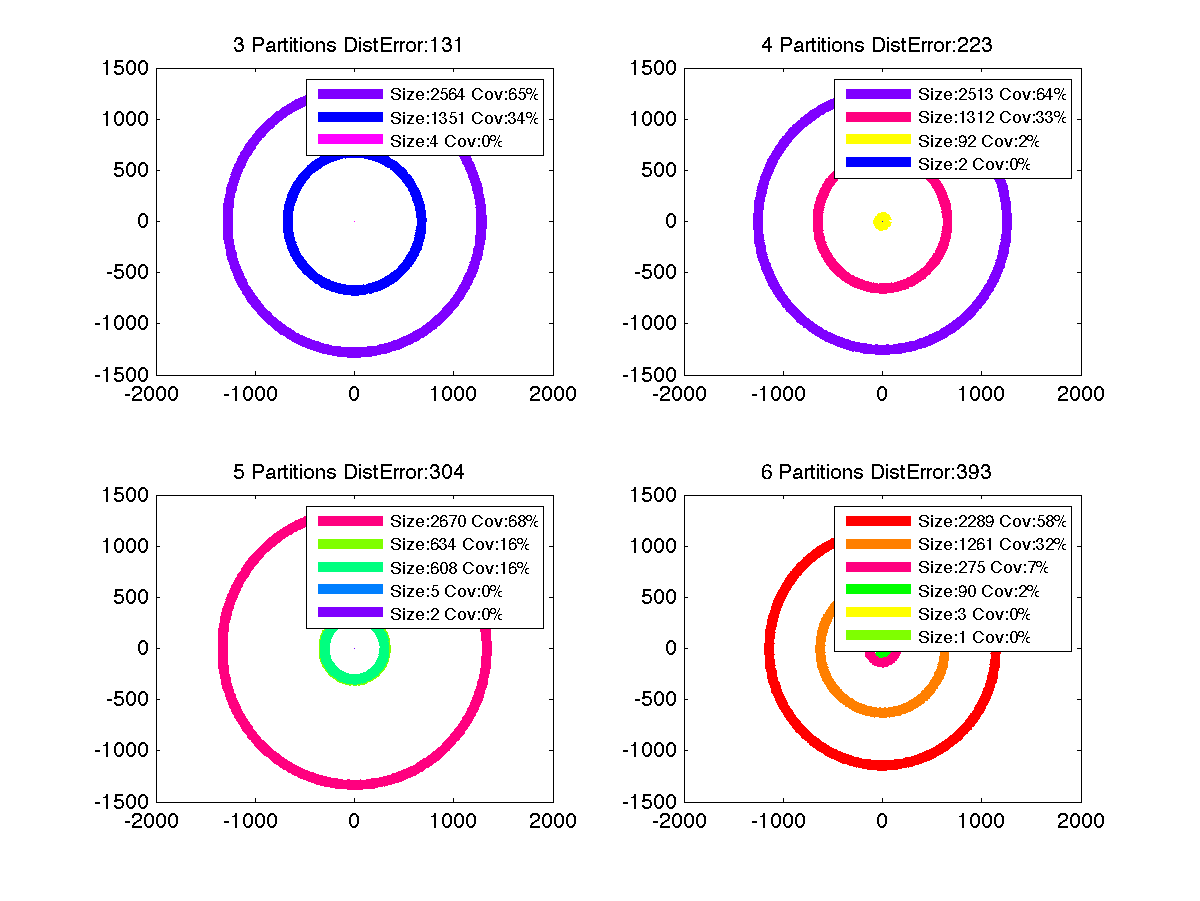 3 Partitions DistError:131
1500
1000
500
0
-500
-1000
-1500
-2000 -1000 0 1000 2000
Size:2564 Cov:65%
Size:1351 Cov:34%
Size:4 Cov:0%
4 Partitions DistError:223
1500
1000
500
0
-500
-1000
-1500
-2000 -1000 0 1000 2000
Size:2513 Cov:64%
Size:1312 Cov:33%
Size:92 Cov:2%
Size:2 Cov:0%
5 Partitions DistError:304
1500
1000
500
0
-500
-1000
-1500
-2000 -1000 0 1000 2000
Size:2670 Cov:68%
Size:634 Cov:16%
Size:608 Cov:16%
Size:5 Cov:0%
Size:2 Cov:0%
6 Partitions DistError:393
1500
1000
500
0
-500
-1000
-1500
-2000 -1000 0 1000 2000
Size:2289 Cov:58%
Size:1261 Cov:32%
Size:275 Cov:7%
Size:90 Cov:2%
Size:3 Cov:0%
Size:1 Cov:0%